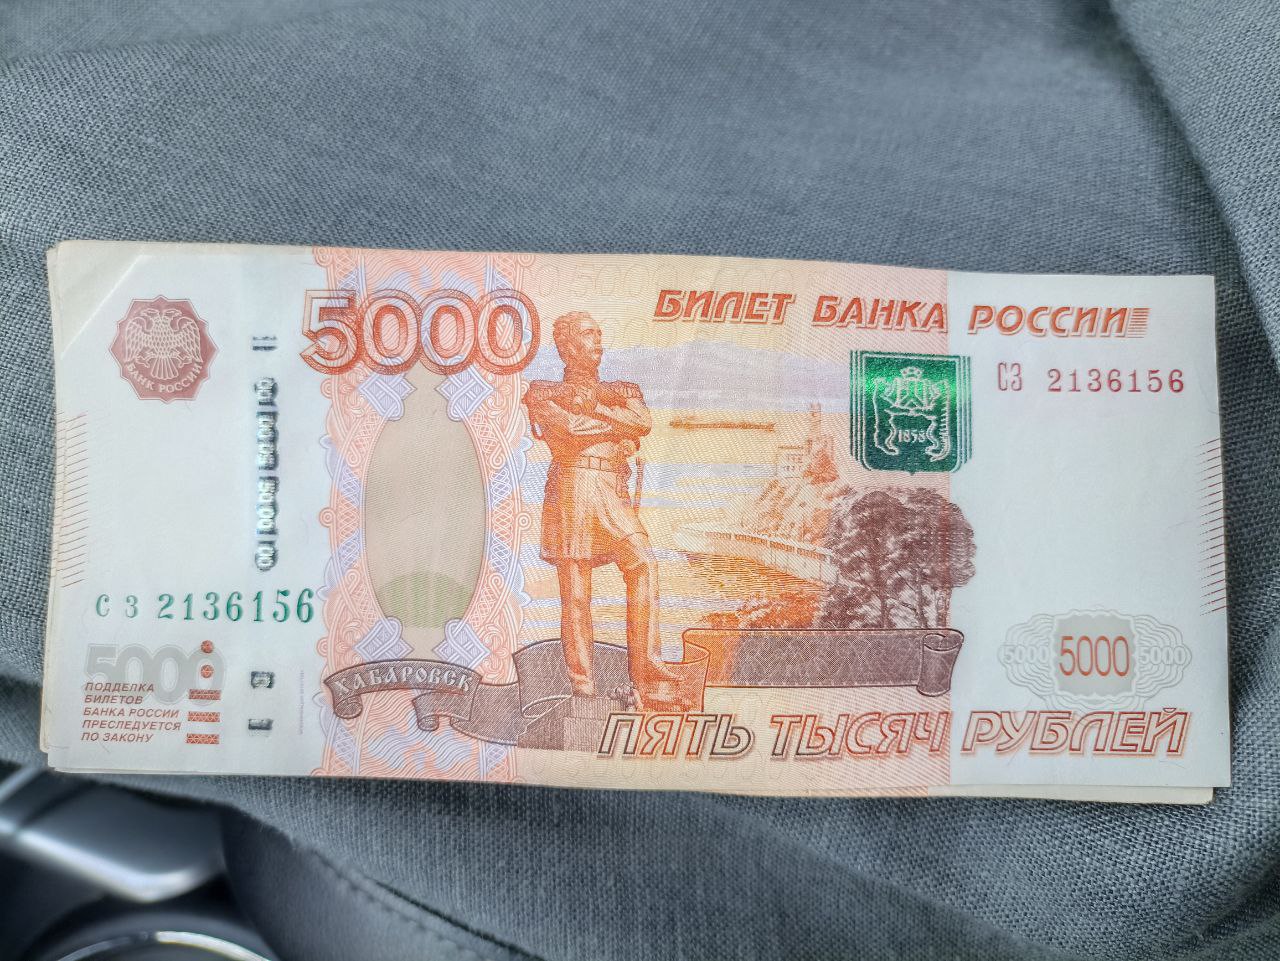 5000
БИЛЕТ БАНКА РОССИИ
БАНК РОССИИ
СЗ 2136156
1858
СЗ 2136156
5000
ПОДДЕЛКА
БИЛЕТОВ
БАНКА РОССИИ
ПРЕСЛЕДУЕТСЯ
ПО ЗАКОНУ
ХАБАРОВСК
5000 5000 5000
ПЯТЬ ТЫСЯЧ РУБЛЕЙ